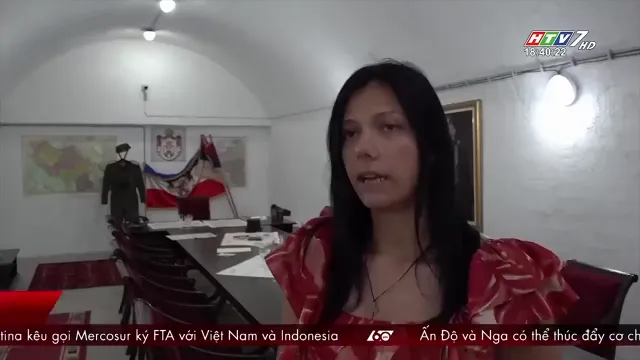 HTV7 HD
18:40:22
tina kêu gọi Mercosur ký FTA với Việt Nam và Indonesia 60 Ấn Độ và Nga có thể thúc đẩy cơ ch